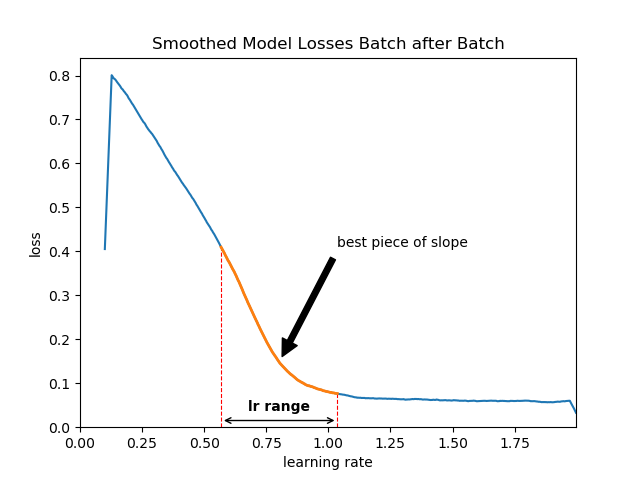 Smoothed Model Losses Batch after Batch
0.8
0.7
0.6
0.5
0.4
0.3
0.2
0.1
0.0
loss
best piece of slope
lr range
0.00 0.25 0.50 0.75 1.00 1.25 1.50 1.75
learning rate